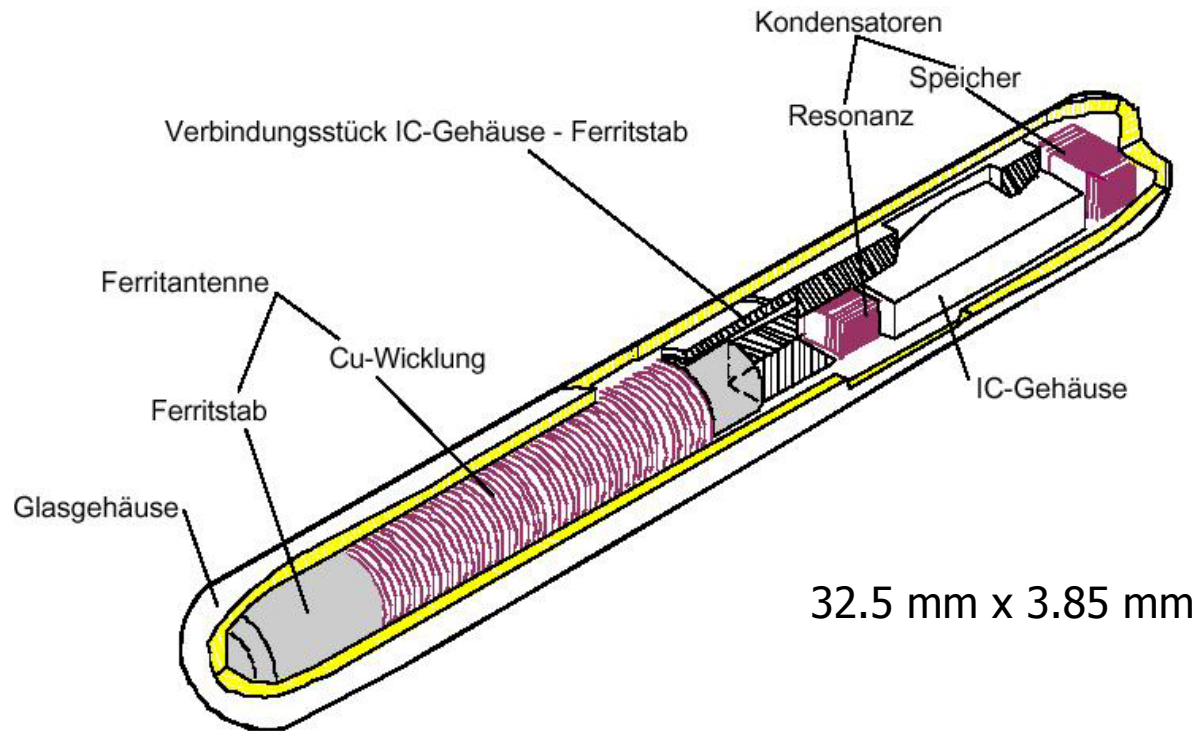 Kondensatoren
Speicher
Resonanz
Verbindungsstück IC-Gehäuse - Ferritstab
Ferritantenne
Cu-Wicklung
IC-Gehäuse
Ferritstab
Glasgehäuse
32.5 mm x 3.85 mm